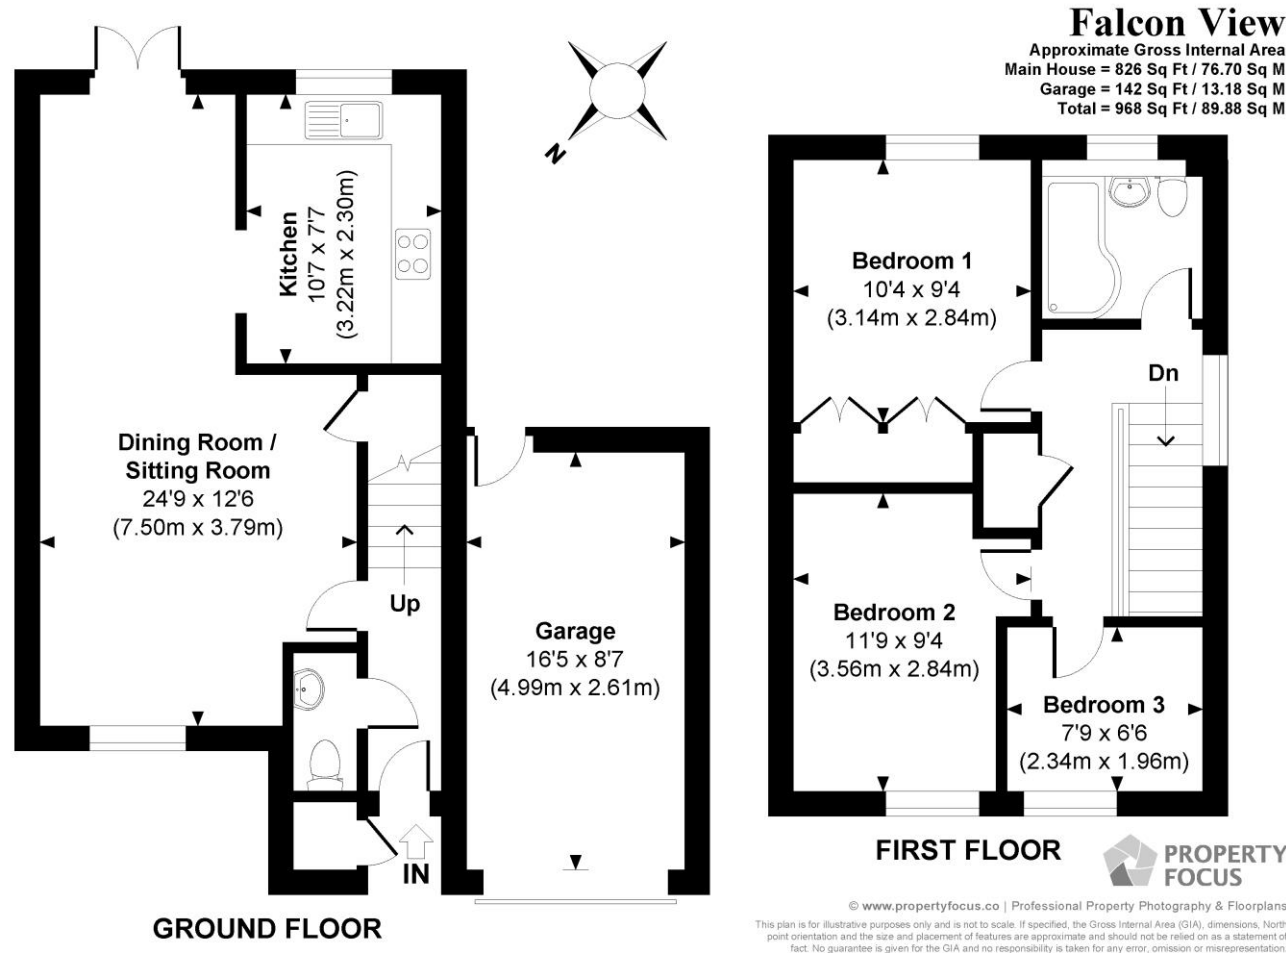 Falcon View
Approximate Gross Internal Area
Main House = 826 Sq Ft / 76.70 Sq M
Garage = 142 Sq Ft / 13.18 Sq M
Total = 968 Sq Ft / 89.88 Sq M
N
Kitchen
10'7 x 7'7
(3.22m x 2.30m)
Dining Room /
Sitting Room
24'9 x 12'6
(7.50m x 3.79m)
Up
Garage
16'5 x 8'7
(4.99m x 2.61m)
IN
GROUND FLOOR
Bedroom 1
10'4 x 9'4
(3.14m x 2.84m)
Dn
Bedroom 2
11'9 x 9'4
(3.56m x 2.84m)
Bedroom 3
7'9 x 6'6
(2.34m x 1.96m)
FIRST FLOOR
PROPERTY
FOCUS
© www.propertyfocus.co | Professional Property Photography & Floorplans
This plan is for illustrative purposes only and is not to scale. If specified, the Gross Internal Area (GIA), dimensions, North
point orientation and the size and placement of features are approximate and should not be relied on as a statement of
fact. No guarantee is given for the GIA and no responsibility is taken for any error, omission or misrepresentation.